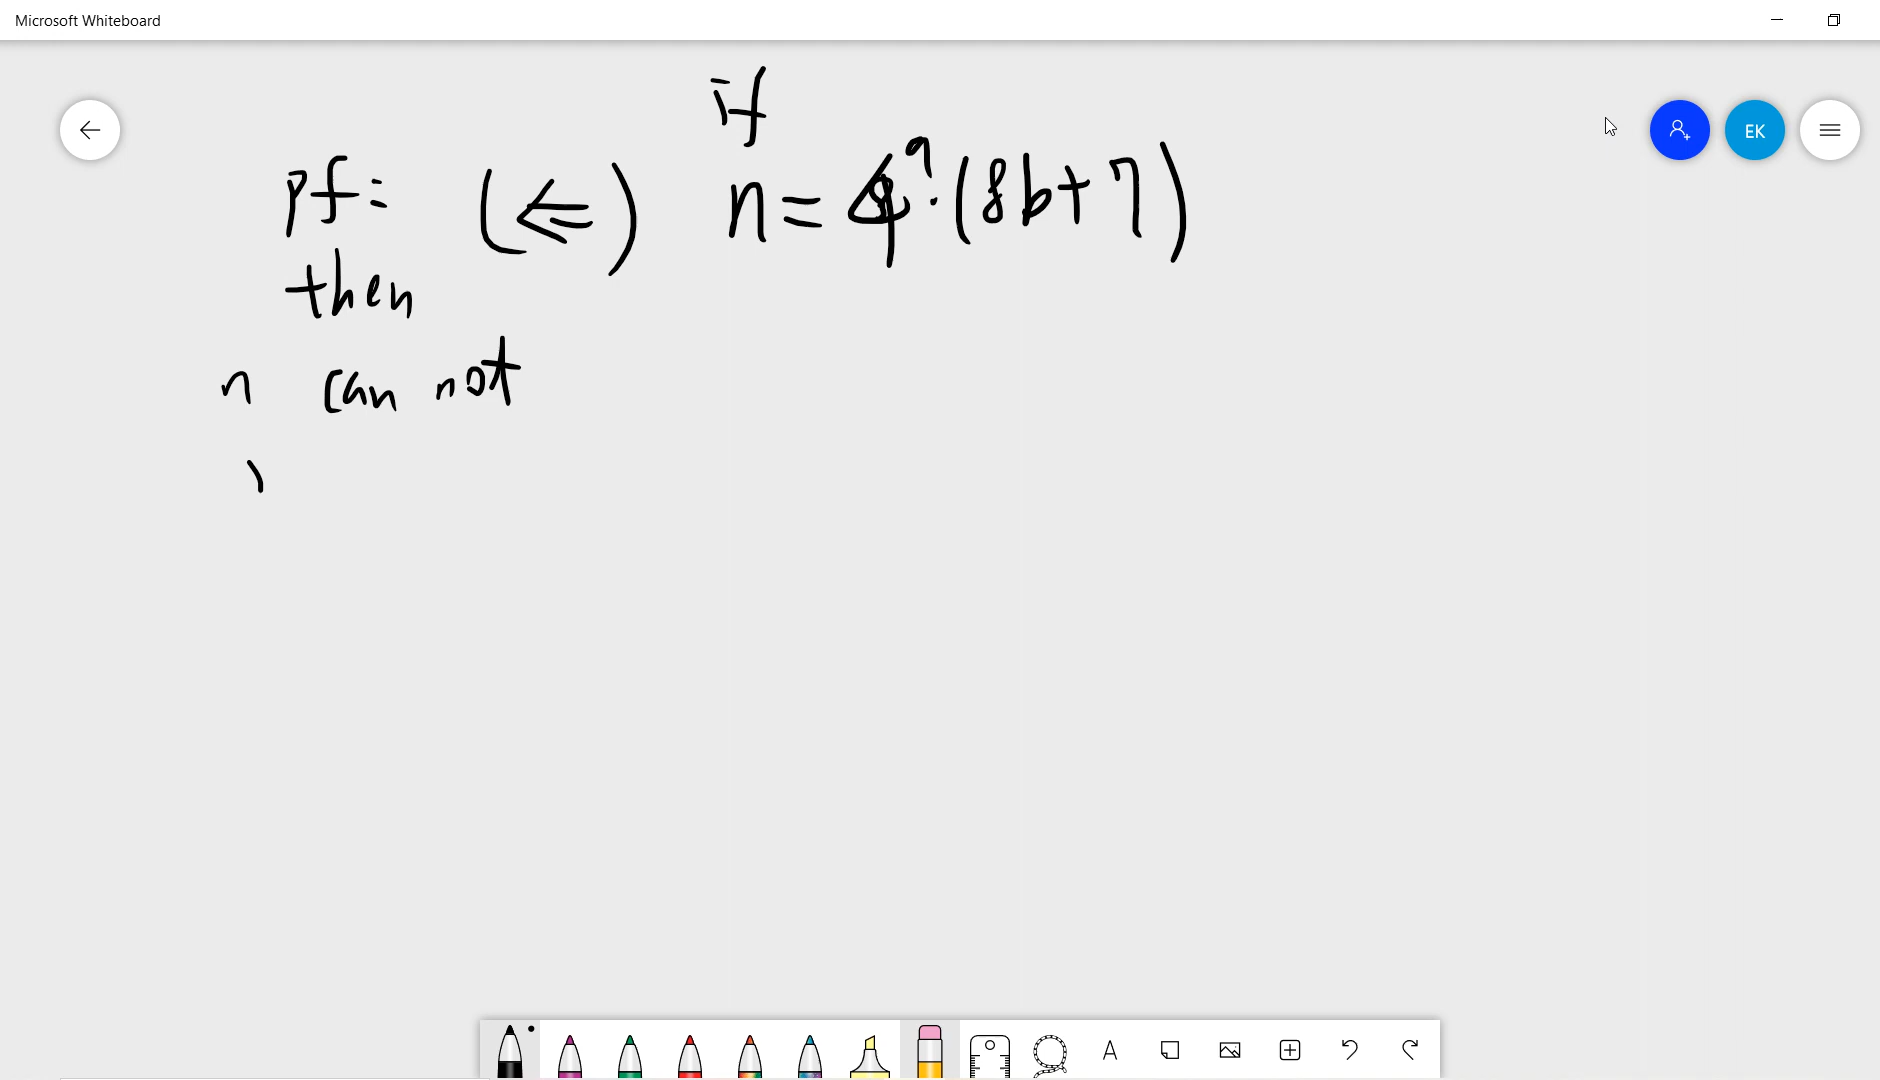 Microsoft Whiteboard
if
pf: (⇐) n = 4^a · (8b+7)
then
n can not
EK